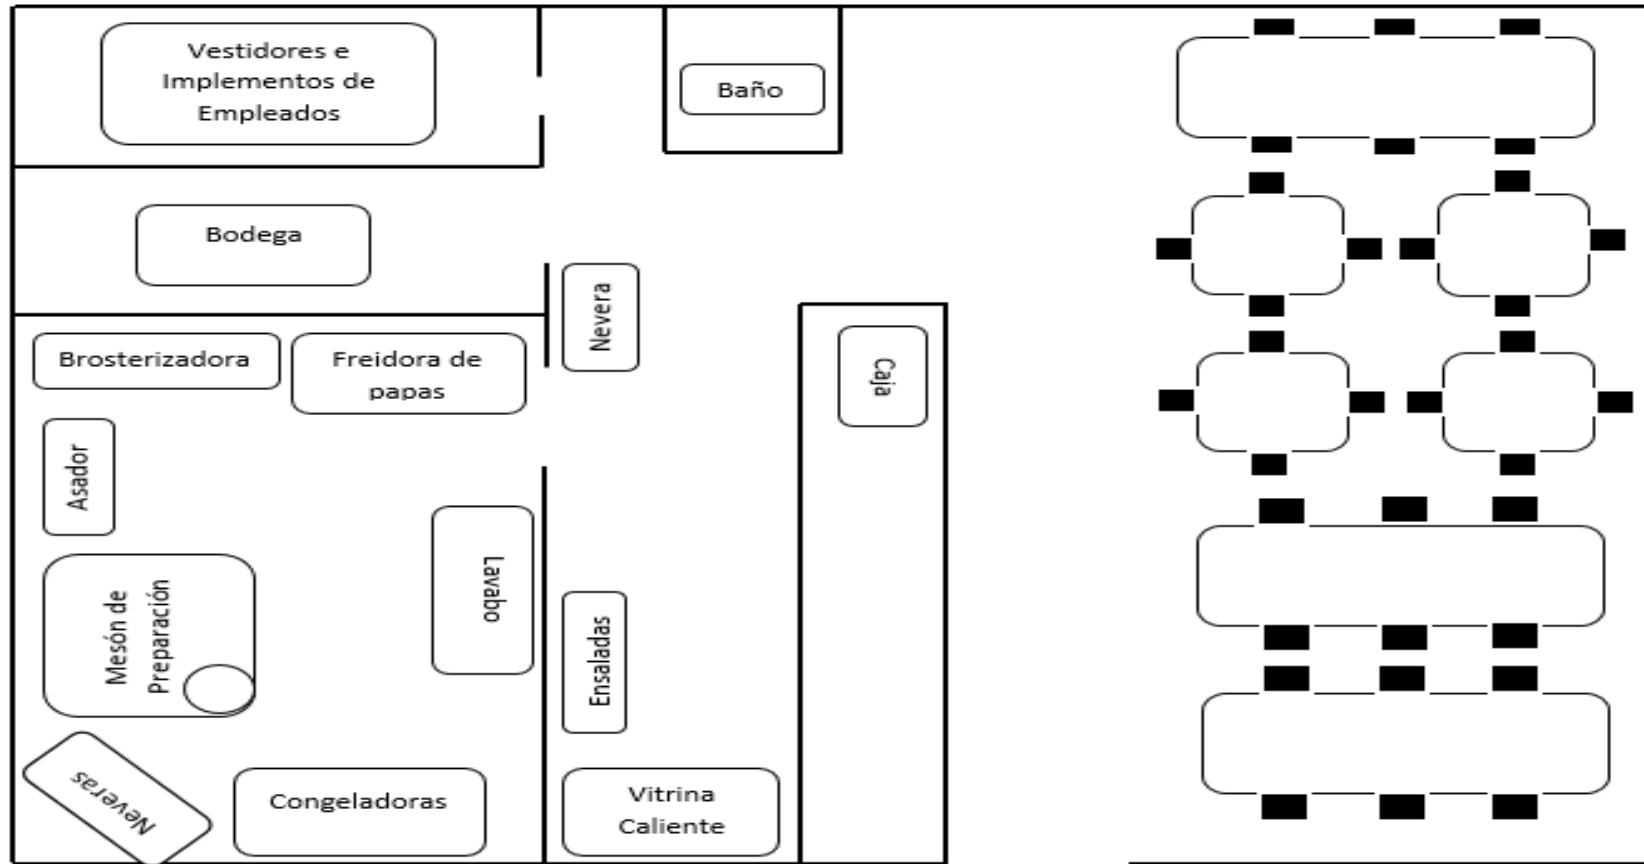 Vestidores e
Implementos de
Empleados
Baño
Bodega
Nevera
Brosterizadora
Freidora de
papas
Caja
Asador
Lavabo
Mesón de
Preparación
Ensaladas
Neveras
Congeladoras
Vitrina
Caliente